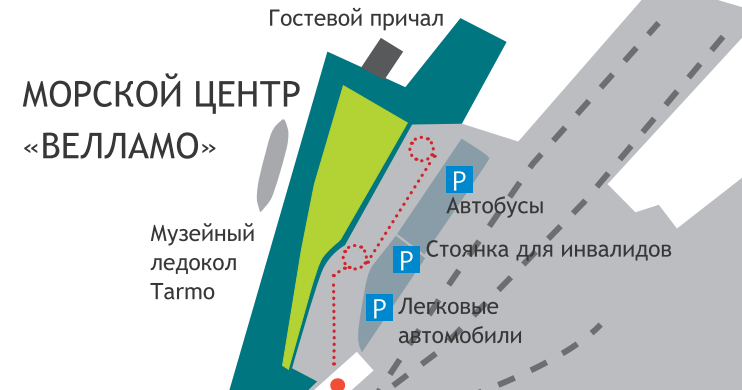 Гостевой причал
МОРСКОЙ ЦЕНТР
«ВЕЛЛАМО»
P
Автобусы
Музейный
ледокол
Tarmo
P Стоянка для инвалидов
P Легковые
автомобили